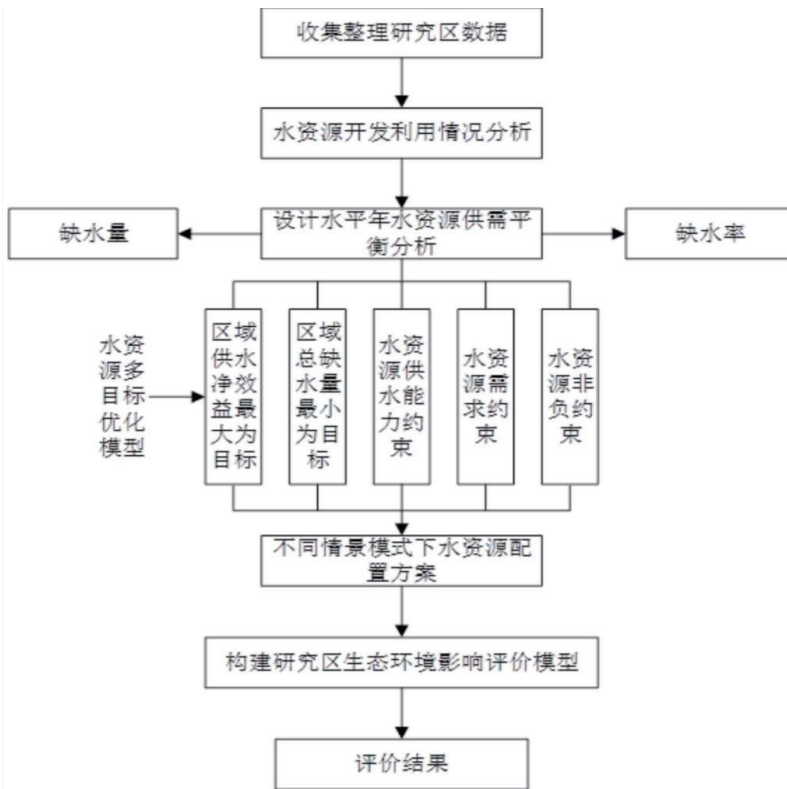 收集整理研究区数据
水资源开发利用情况分析
缺水量
设计水平年水资源供需平
衡分析
缺水率
水资
源多
目标
优化
模型
区域
供水
净效
益最
大为
目标
区域
总缺
水量
最小
为目
标
水资
源供
水能
力约
束
水资
源需
求约
束
水资
源非
负约
束
不同情景模式下水资源配
置方案
构建研究区生态环境影响评价模型
评价结果